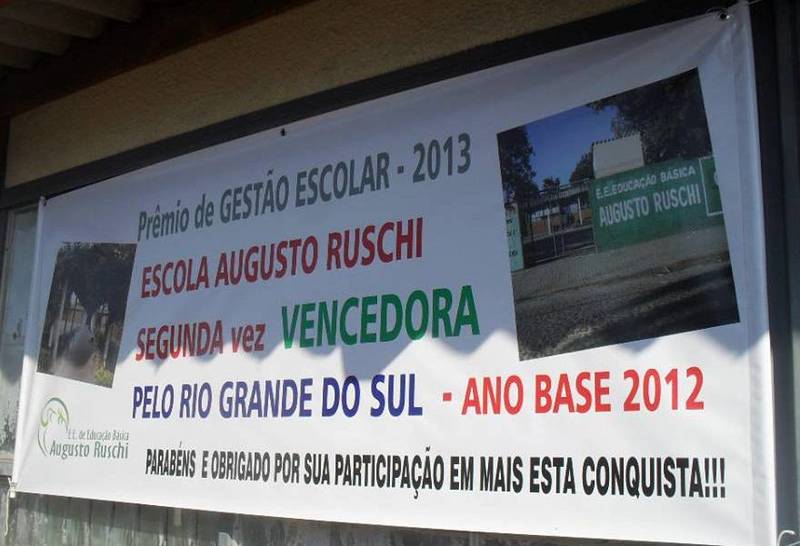 Prêmio de GESTÃO ESCOLAR - 2013
ESCOLA AUGUSTO RUSCHI
SEGUNDA vez VENCEDORA
PELO RIO GRANDE DO SUL - ANO BASE 2012
PARABÉNS E OBRIGADO POR SUA PARTICIPAÇÃO EM MAIS ESTA CONQUISTA!!!
E.E. de Educação Básica
Augusto Ruschi
E.E.EDUCAÇÃO BÁSICA
AUGUSTO RUSCHI